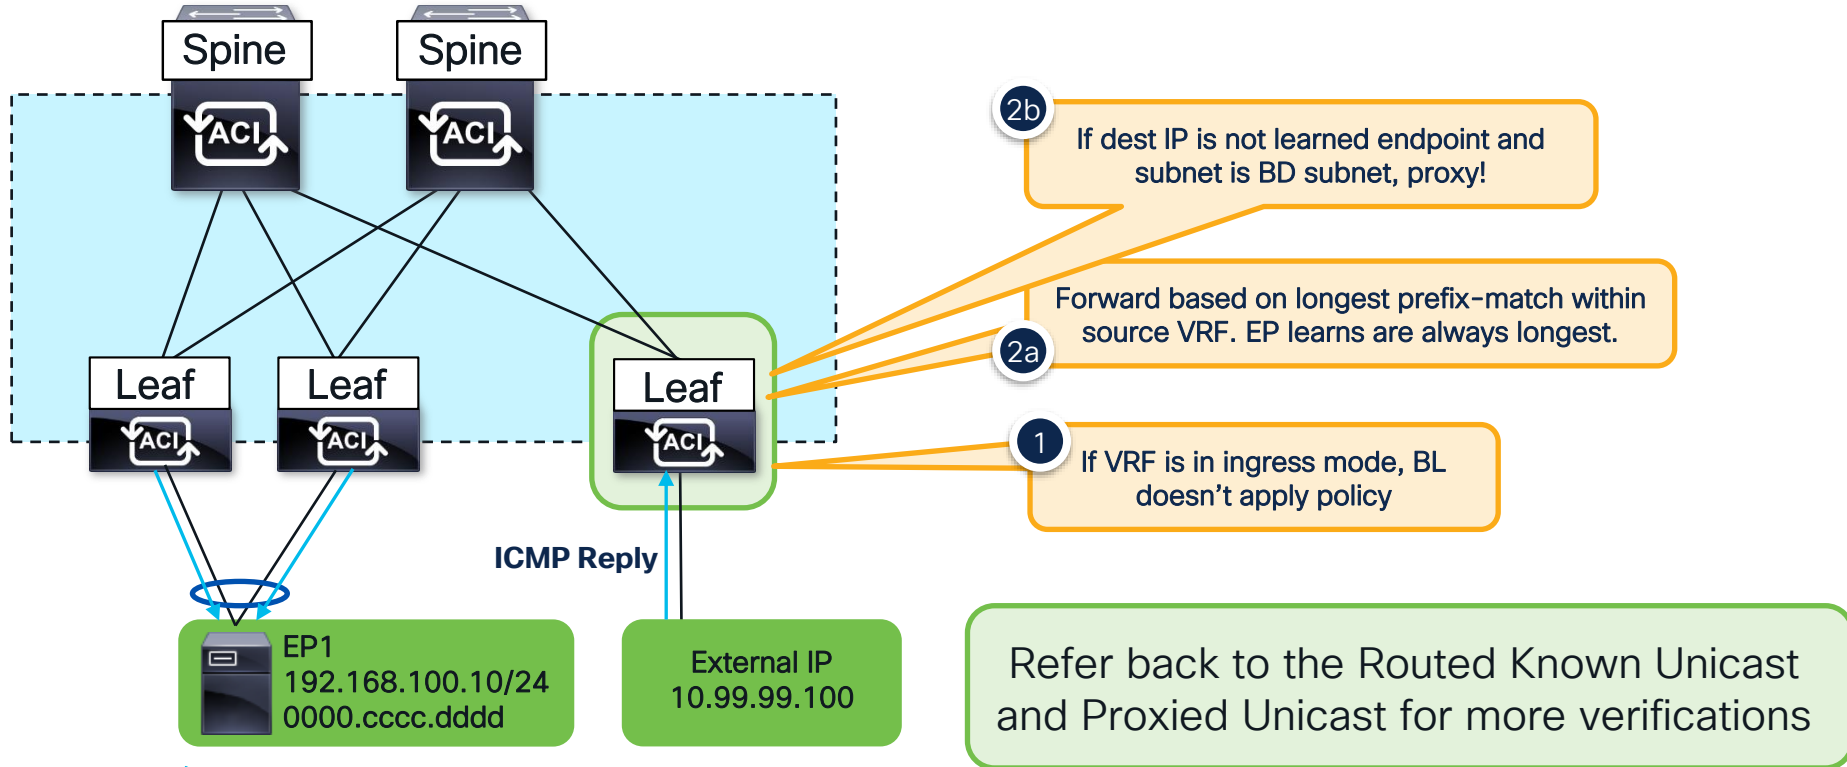 Spine
Spine
ACI
ACI
2b
If dest IP is not learned endpoint and
subnet is BD subnet, proxy!
Forward based on longest prefix-match within
source VRF. EP learns are always longest.
2a
Leaf
Leaf
Leaf
ACI
ACI
ACI
1
If VRF is in ingress mode, BL
doesn't apply policy
ICMP Reply
EP1
192.168.100.10/24
0000.cccc.dddd
External IP
10.99.99.100
Refer back to the Routed Known Unicast
and Proxied Unicast for more verifications